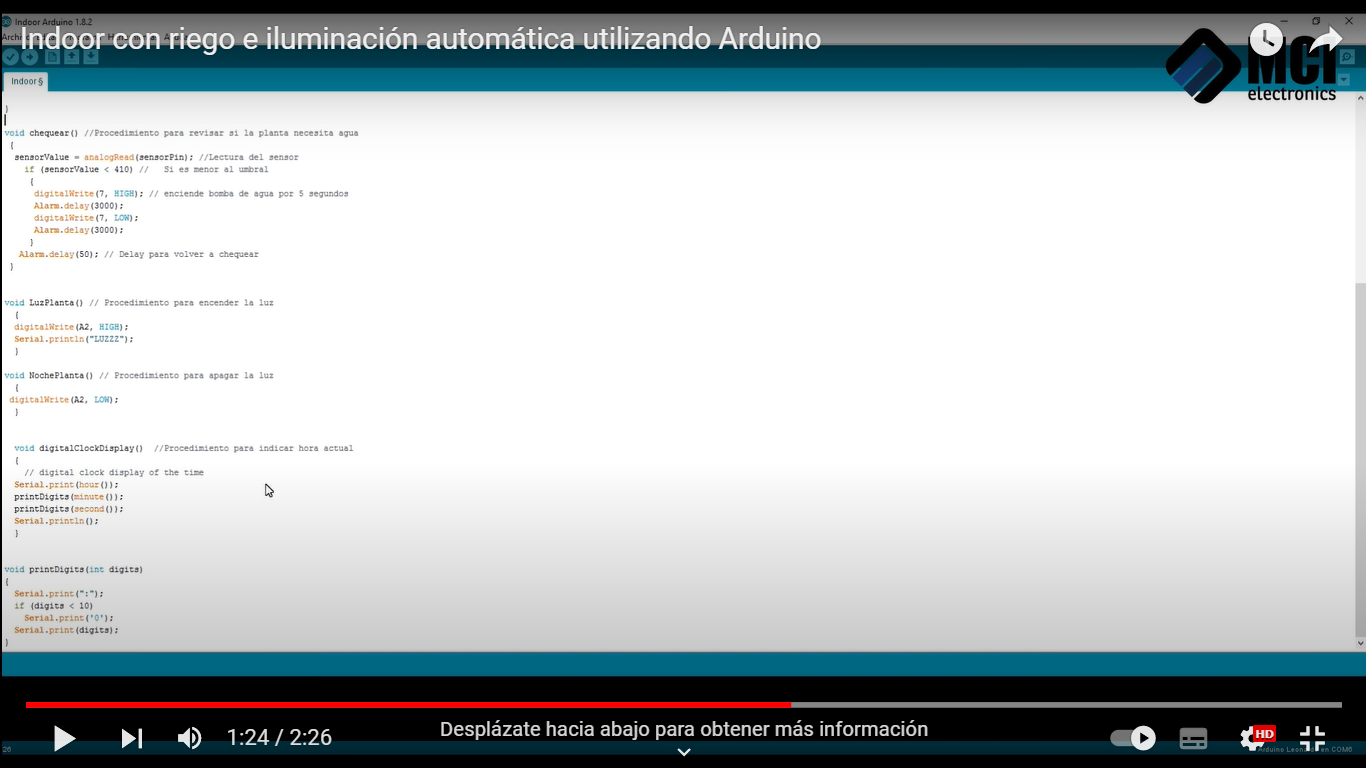 Indoor Arduino 1.8.2
Indoor con riego e iluminación automática utilizando Arduino
MCI
electronics
Indoor §
}
void chequear() //Procedimiento para revisar si la planta necesita agua
{
sensorValue = analogRead(sensorPin); //Lectura del sensor
if (sensorValue < 410) //   Si es menor al umbral
{
digitalWrite(7, HIGH); // enciende bomba de agua por 5 segundos
Alarm.delay(3000);
digitalWrite(7, LOW);
Alarm.delay(3000);
}
Alarm.delay(50); // Delay para volver a chequear
}
void LuzPlanta() // Procedimiento para encender la luz
{
digitalWrite(A2, HIGH);
Serial.println("LUZZZ");
}
void NochePlanta() // Procedimiento para apagar la luz
{
digitalWrite(A2, LOW);
}
void digitalClockDisplay()  //Procedimiento para indicar hora actual
{
// digital clock display of the time
Serial.print(hour());
printDigits(minute());
printDigits(second());
Serial.println();
}
void printDigits(int digits)
{
Serial.print(":");
if (digits < 10)
Serial.print('0');
Serial.print(digits);
}
1:24 / 2:26
Desplázate hacia abajo para obtener más información
HD
26
Arduino Leonardo en COM6